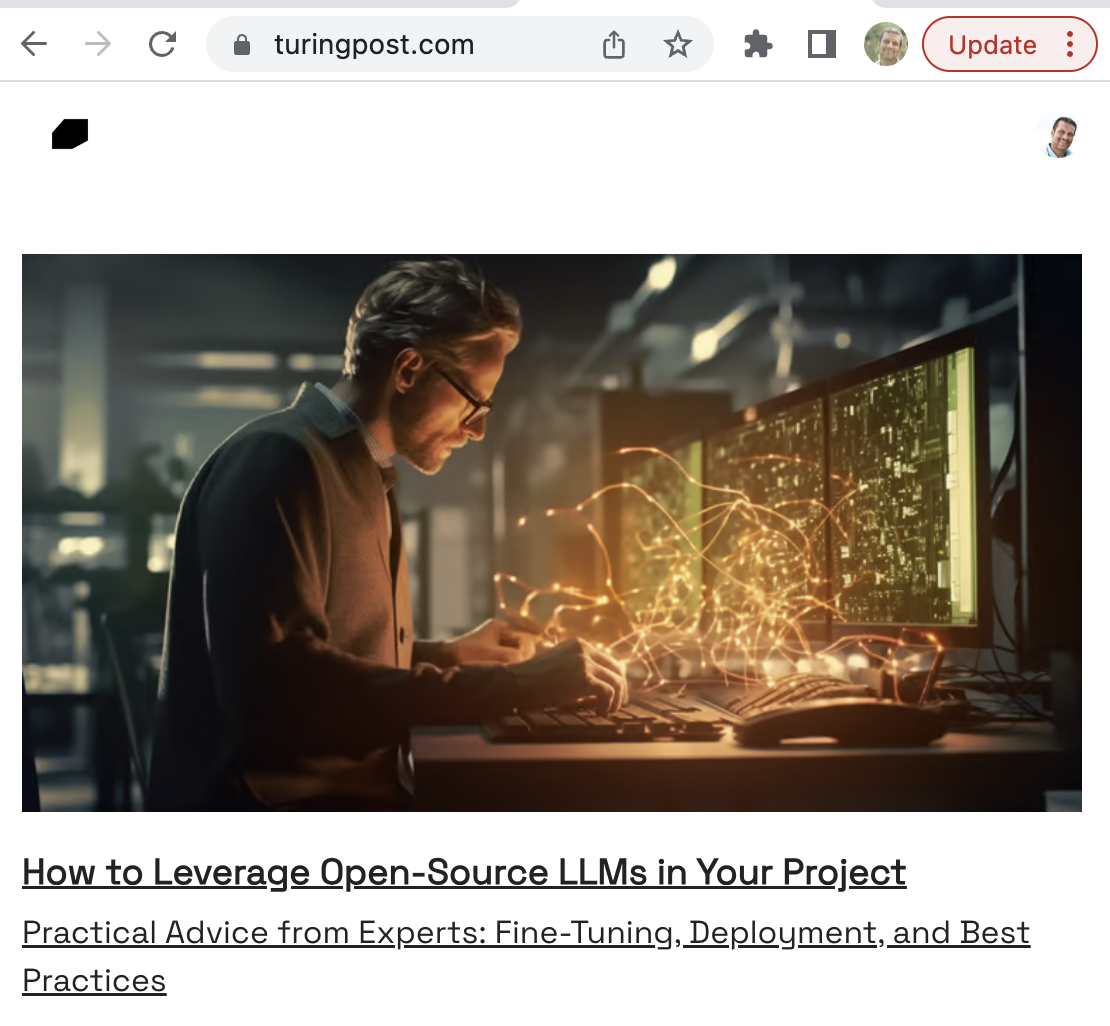 turingpost.com
Update
How to Leverage Open-Source LLMs in Your Project
Practical Advice from Experts: Fine-Tuning, Deployment, and Best
Practices